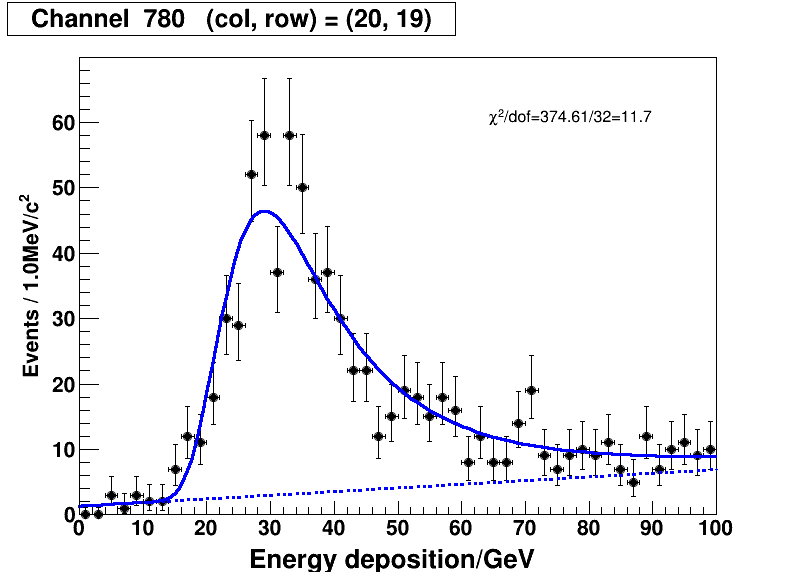 Channel 780 (col, row) = (20, 19)
χ²/dof=374.61/32=11.7
60
50
40
30
20
10
0
Events / 1.0MeV/c²
0 10 20 30 40 50 60 70 80 90 100
Energy deposition/GeV